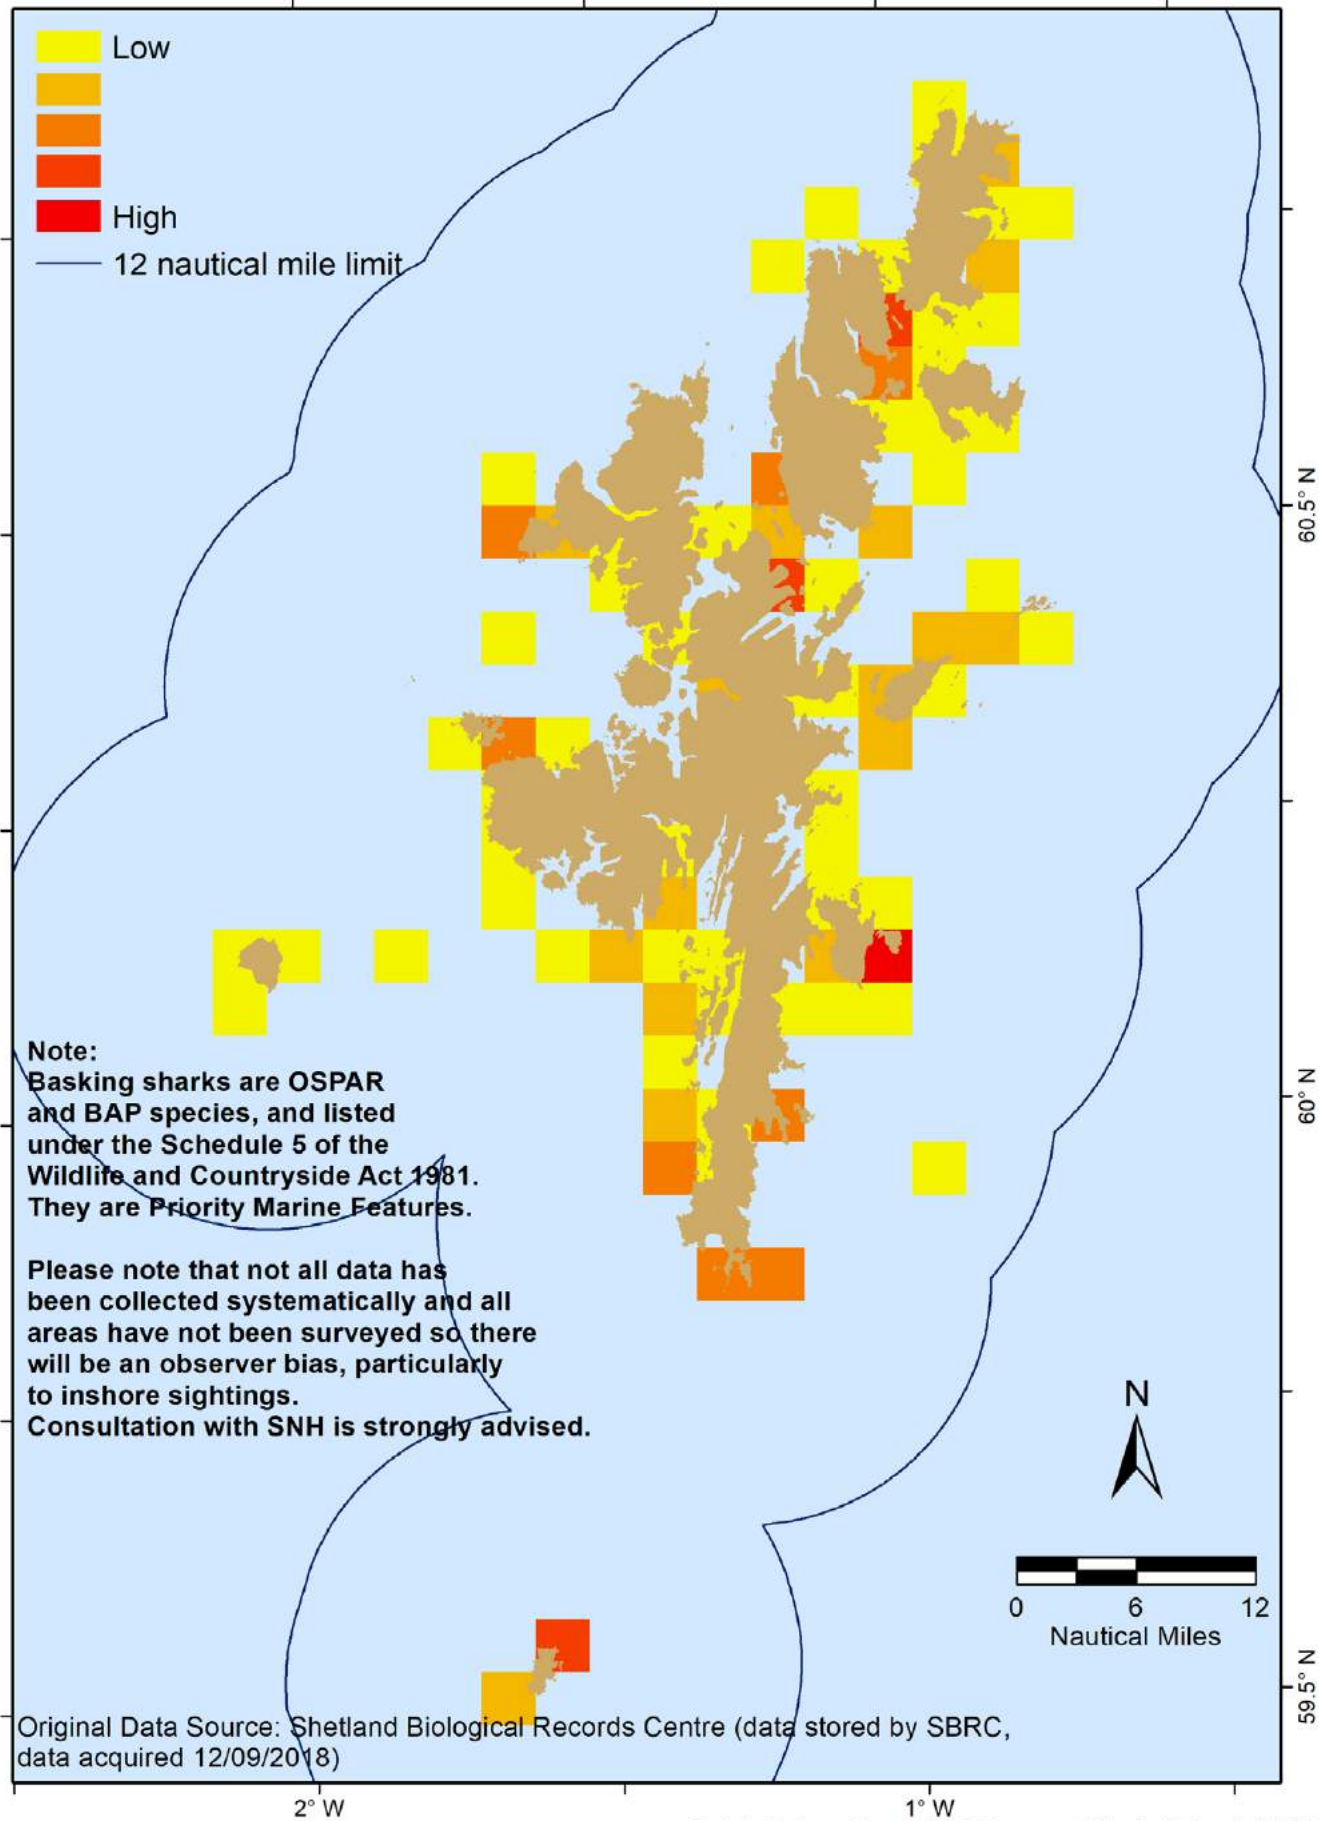 Low
High
12 nautical mile limit
60.5° N
Note:
Basking sharks are OSPAR
and BAP species, and listed
under the Schedule 5 of the
Wildlife and Countryside Act 1981.
They are Priority Marine Features.
60° N
Please note that not all data has
been collected systematically and all
areas have not been surveyed so there
will be an observer bias, particularly
to inshore sightings.
Consultation with SNH is strongly advised.
N
0 6 12
Nautical Miles
59.5° N
Original Data Source: Shetland Biological Records Centre (data stored by SBRC,
data acquired 12/09/2018)
2° W 1° W